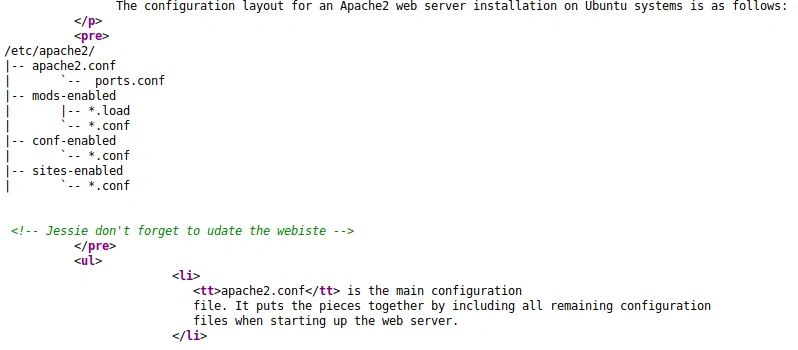 The configuration layout for an Apache2 web server installation on Ubuntu systems is as follows:
</p>
<pre>
/etc/apache2/
|-- apache2.conf
|       `--  ports.conf
|-- mods-enabled
|       |-- *.load
|       `-- *.conf
|-- conf-enabled
|       `-- *.conf
|-- sites-enabled
|       `-- *.conf
<!-- Jessie don't forget to udate the webiste -->
</pre>
<ul>
<li>
<tt>apache2.conf</tt> is the main configuration
file. It puts the pieces together by including all remaining configuration
files when starting up the web server.
</li>